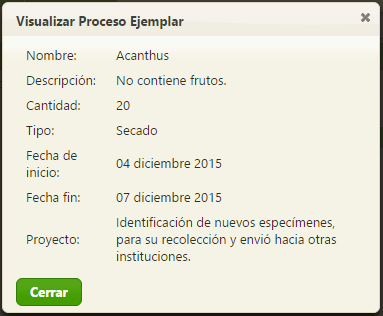 Visualizar Proceso Ejemplar
Nombre: Acanthus
Descripción: No contiene frutos.
Cantidad: 20
Tipo: Secado
Fecha de
inicio: 04 diciembre 2015
Fecha fin: 07 diciembre 2015
Proyecto: Identificación de nuevos especímenes,
para su recolección y envió hacia otras
instituciones.
Cerrar